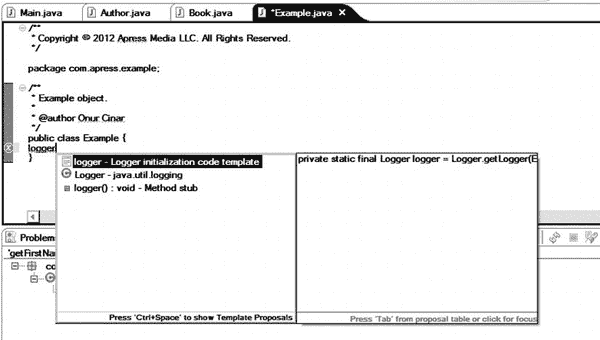 Main.java
Author.java
Book.java
*Example.java
/**
* Copyright © 2012 Apress Media LLC. All Rights Reserved.
*/
package com.apress.example;
/**
* Example object.
*
* @author Onur Cinar
*/
public class Example {
logger
}
logger - Logger initialization code template
Logger - java.util.logging
logger() : void - Method stub
private static final Logger logger = Logger.getLogger(E
Problem
'getFirstNa
co
Press 'Ctrl+Space' to show Template Proposals
Press 'Tab' from proposal table or click for focus